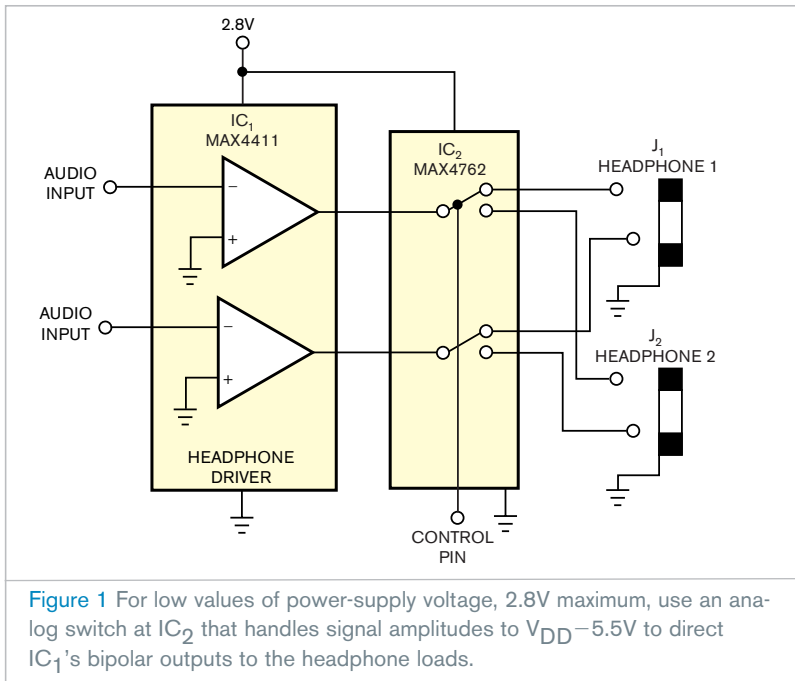 2.8V
IC1
MAX4411
IC2
MAX4762
J1
HEADPHONE 1
AUDIO
INPUT
−
+
AUDIO
INPUT
−
+
J2
HEADPHONE 2
HEADPHONE
DRIVER
CONTROL
PIN
Figure 1 For low values of power-supply voltage, 2.8V maximum, use an ana-
log switch at IC2 that handles signal amplitudes to VDD−5.5V to direct
IC1's bipolar outputs to the headphone loads.